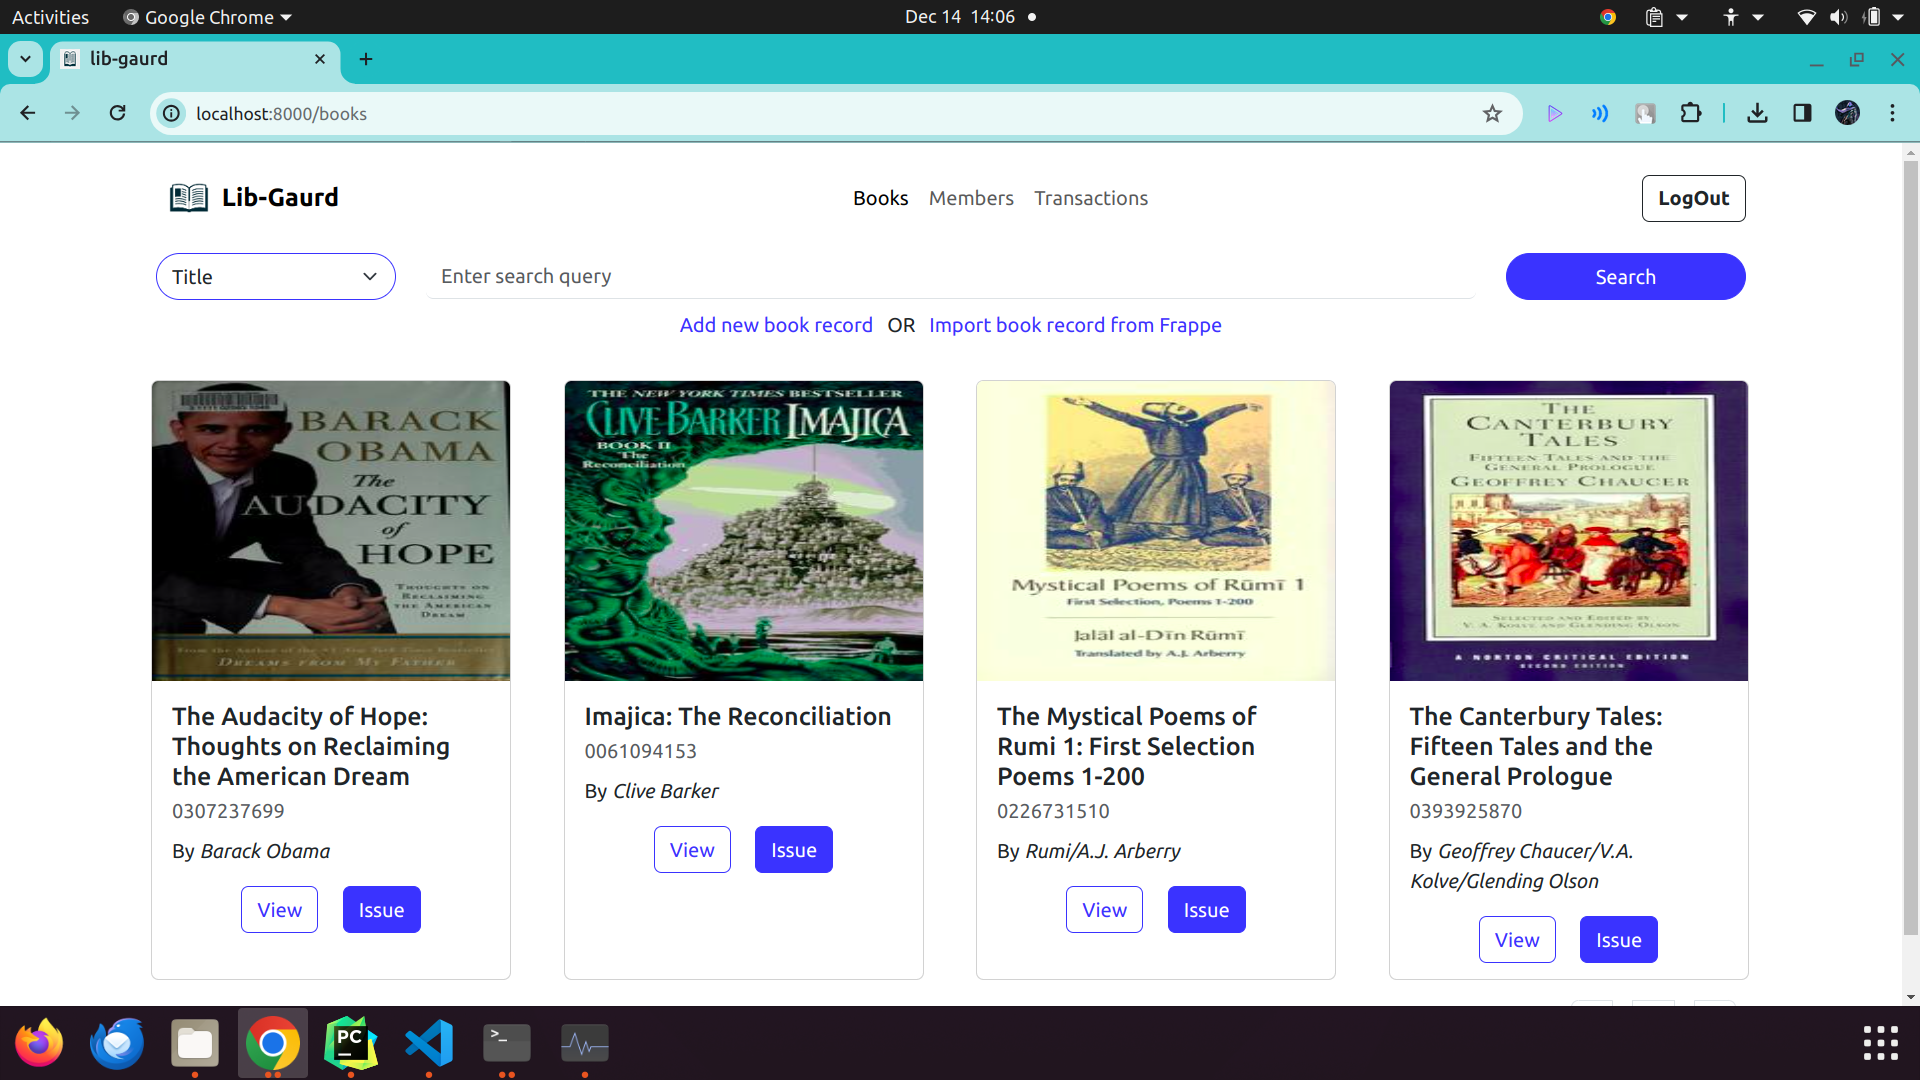 Activities Google Chrome Dec 14 14:06
lib-gaurd
localhost:8000/books
Lib-Gaurd Books Members Transactions LogOut
Title Enter search query Search
Add new book record OR Import book record from Frappe
BARACK
OBAMA
The
AUDACITY
of
HOPE
THOUGHTS ON
RECLAIMING
THE AMERICAN
DREAM
From the Author of the #1 New York Times Bestseller
DREAMS FROM MY FATHER
THE NEW YORK TIMES BESTSELLER
CLIVE BARKER IMAJICA
BOOK II
The
Reconciliation
Mystical Poems of Rūmī 1
First Selection, Poems 1-200
Jalāl al-Dīn Rūmī
Translated by A.J. Arberry
THE
CANTERBURY
TALES
FIFTEEN TALES AND THE
GENERAL PROLOGUE
GEOFFREY CHAUCER
SELECTED AND EDITED BY
V. A. KOLVE AND GLENDING OLSON
A NORTON CRITICAL EDITION
SECOND EDITION
The Audacity of Hope:
Thoughts on Reclaiming
the American Dream
0307237699
By Barack Obama
View Issue
Imajica: The Reconciliation
0061094153
By Clive Barker
View Issue
The Mystical Poems of
Rumi 1: First Selection
Poems 1-200
0226731510
By Rumi/A.J. Arberry
View Issue
The Canterbury Tales:
Fifteen Tales and the
General Prologue
0393925870
By Geoffrey Chaucer/V.A.
Kolve/Glending Olson
View Issue
PC